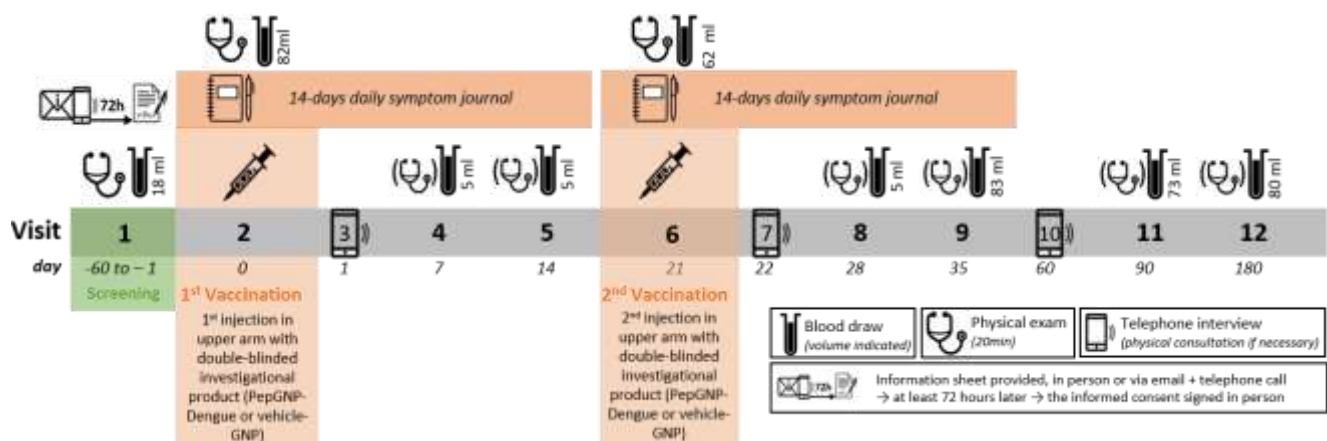 82ml
62 ml
72h
14-days daily symptom journal
14-days daily symptom journal
18 ml
5 ml
5 ml
5 ml
83 ml
73 ml
80 ml
Visit 1 2 3 4 5 6 7 8 9 10 11 12
day -60 to – 1 0 1 7 14 21 22 28 35 60 90 180
Screening
1st Vaccination
1st injection in
upper arm with
double-blinded
investigational
product (PepGNP-
Dengue or vehicle-
GNP)
2nd Vaccination
2nd injection in
upper arm with
double-blinded
investigational
product (PepGNP-
Dengue or vehicle-
GNP)
Blood draw
(volume indicated)
Physical exam
(20min)
Telephone interview
(physical consultation if necessary)
72h
Information sheet provided, in person or via email + telephone call
→ at least 72 hours later → the informed consent signed in person